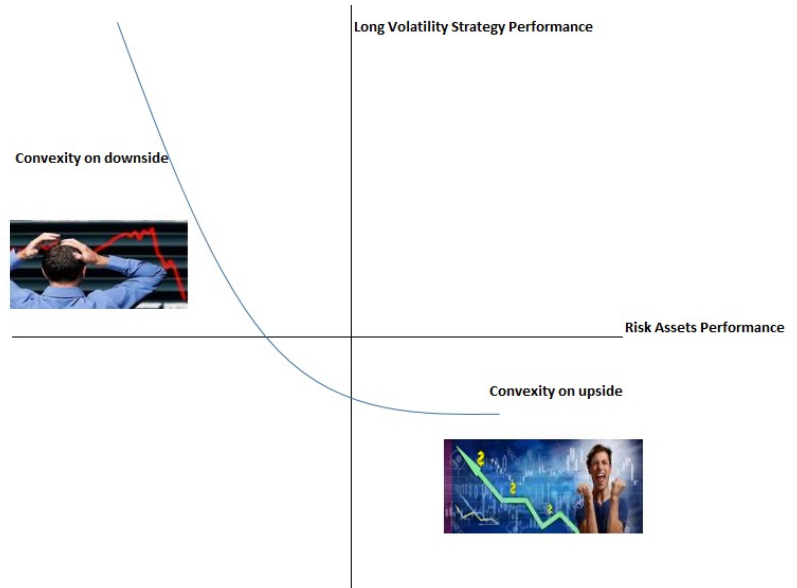 Long Volatility Strategy Performance
Convexity on downside
Risk Assets Performance
Convexity on upside
$
$
$